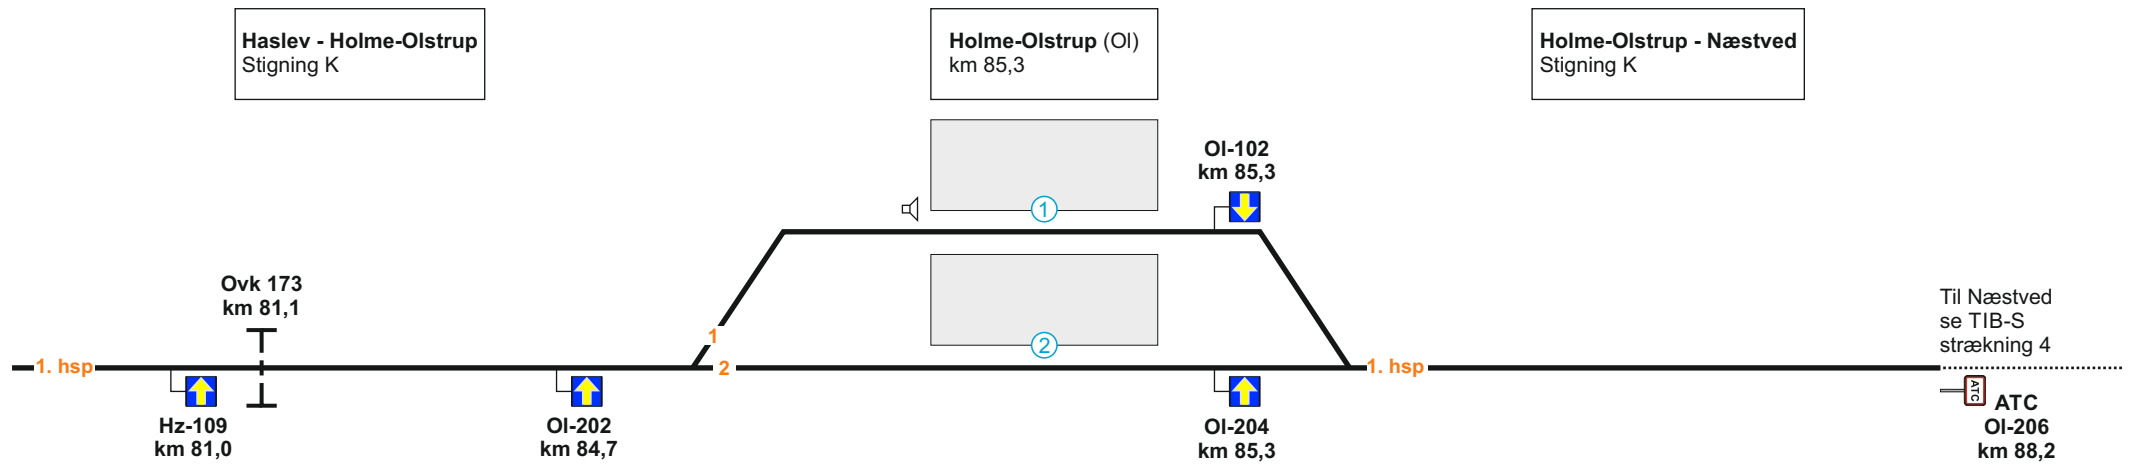 Haslev - Holme-Olstrup
Stigning K
Holme-Olstrup (Ol)
km 85,3
Holme-Olstrup - Næstved
Stigning K
Ol-102
km 85,3
1
Ovk 173
km 81,1
Til Næstved
se TIB-S
strækning 4
1
2
1. hsp
2
1. hsp
ATC
Hz-109
km 81,0
Ol-202
km 84,7
Ol-204
km 85,3
ATC
Ol-206
km 88,2